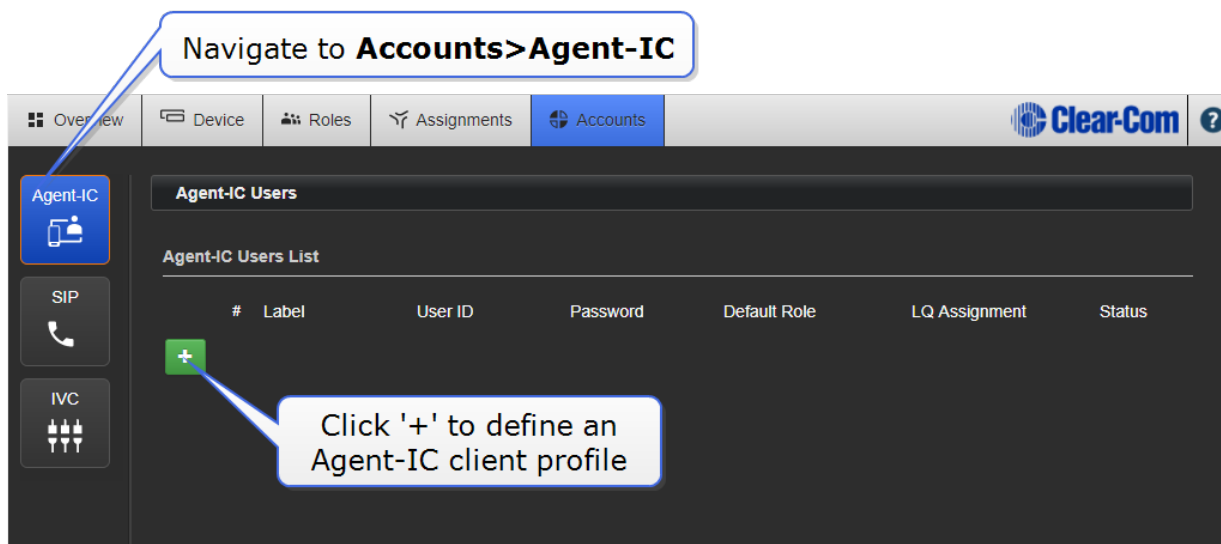 Navigate to Accounts>Agent-IC
Overview Device Roles Assignments Accounts Clear-Com ?
Agent-IC
Agent-IC Users
Agent-IC Users List
SIP
# Label User ID Password Default Role LQ Assignment Status
+
IVC
Click '+' to define an
Agent-IC client profile